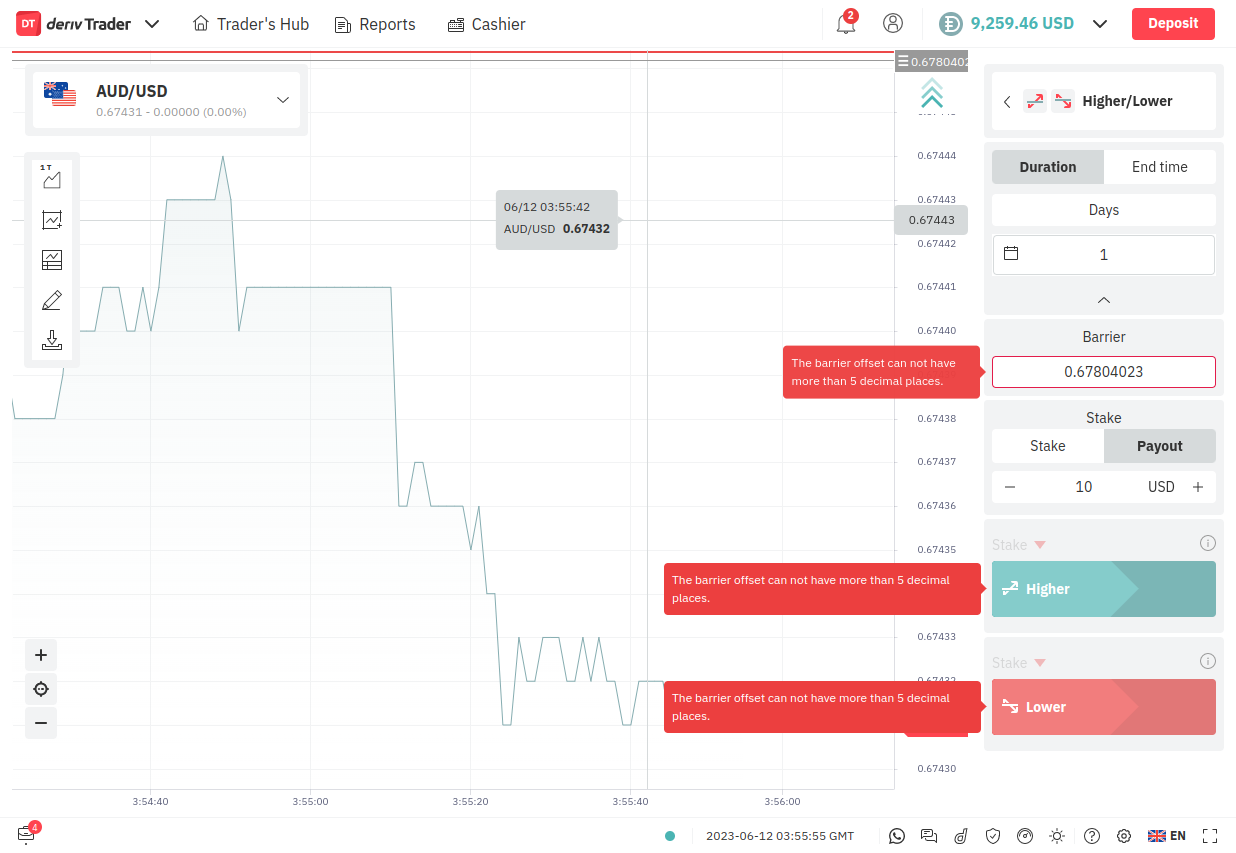 DT deriv Trader
Trader's Hub
Reports
Cashier
2
9,259.46 USD
Deposit
AUD/USD
0.67431 - 0.00000 (0.00%)
1T
0.6780402
0.67444
0.67443
0.67443
0.67442
0.67441
0.67440
0.67438
0.67437
0.67436
0.67435
0.67433
0.67432
0.67430
06/12 03:55:42
AUD/USD 0.67432
3:54:40
3:55:00
3:55:20
3:55:40
3:56:00
Higher/Lower
Duration
End time
Days
1
Barrier
0.67804023
The barrier offset can not have
more than 5 decimal places.
Stake
Stake
Payout
10
USD
Stake
Higher
The barrier offset can not have more than 5 decimal
places.
Stake
Lower
The barrier offset can not have more than 5 decimal
places.
4
2023-06-12 03:55:55 GMT
EN